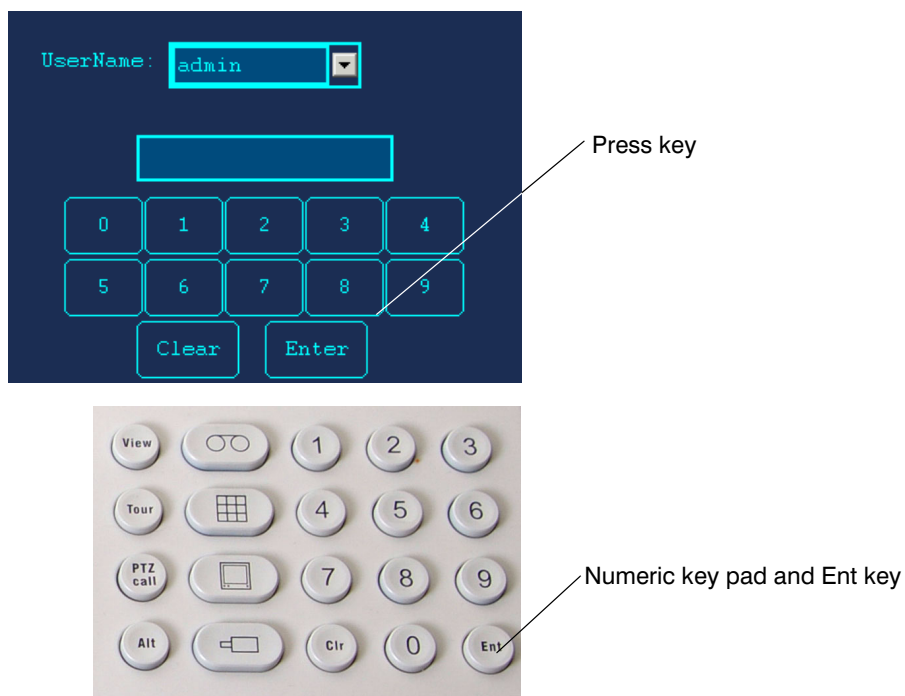 UserName: admin
Press key
0 1 2 3 4
5 6 7 8 9
Clear Enter
View 1 2 3
Tour 4 5 6
PTZ call 7 8 9
Numeric key pad and Ent key
Alt Clr 0 Ent